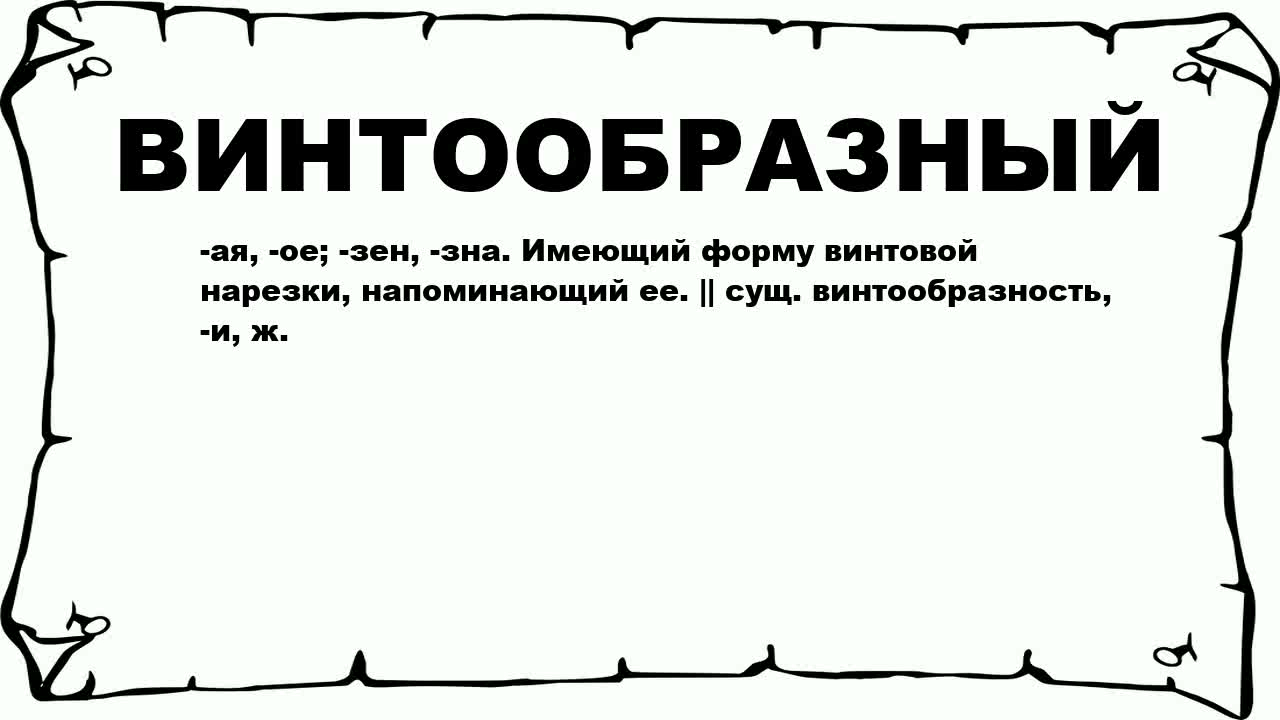 ВИНТООБРАЗНЫЙ
-ая, -ое; -зен, -зна. Имеющий форму винтовой
нарезки, напоминающий ее. || сущ. винтообразность,
-и, ж.